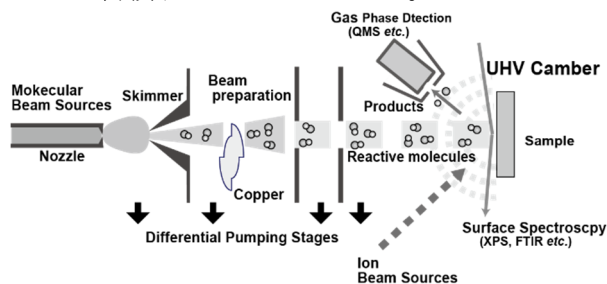 Gas Phase Dtection
(QMS etc.)
UHV Camber
Mokecular
Beam Sources
Skimmer
Beam
preparation
Products
Nozzle
Reactive molecules
Sample
Copper
Differential Pumping Stages
Surface Spectroscpy
(XPS, FTIR etc.)
Ion
Beam Sources